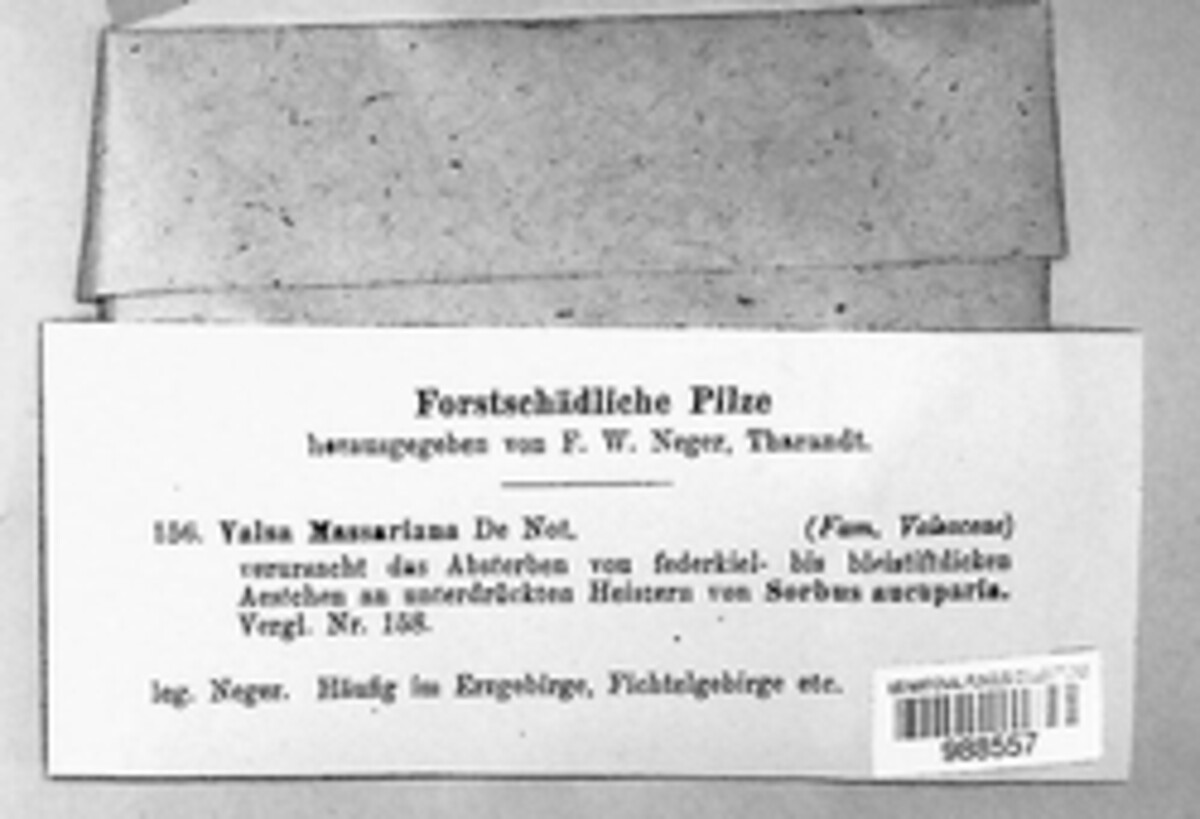 Forstschädliche Pilze
herausgegeben von F. W. Neger, Tharandt.
156. Valsa Massariana De Not. (Fam. Valsaceae)
verursacht das Absterben von federkiel- bis bleistiftdicken
Aestchen an unterdrückten Heistern von Sorbus aucuparia.
Vergl. Nr. 158.
leg. Neger. Häufig im Erzgebirge, Fichtelgebirge etc.
988557